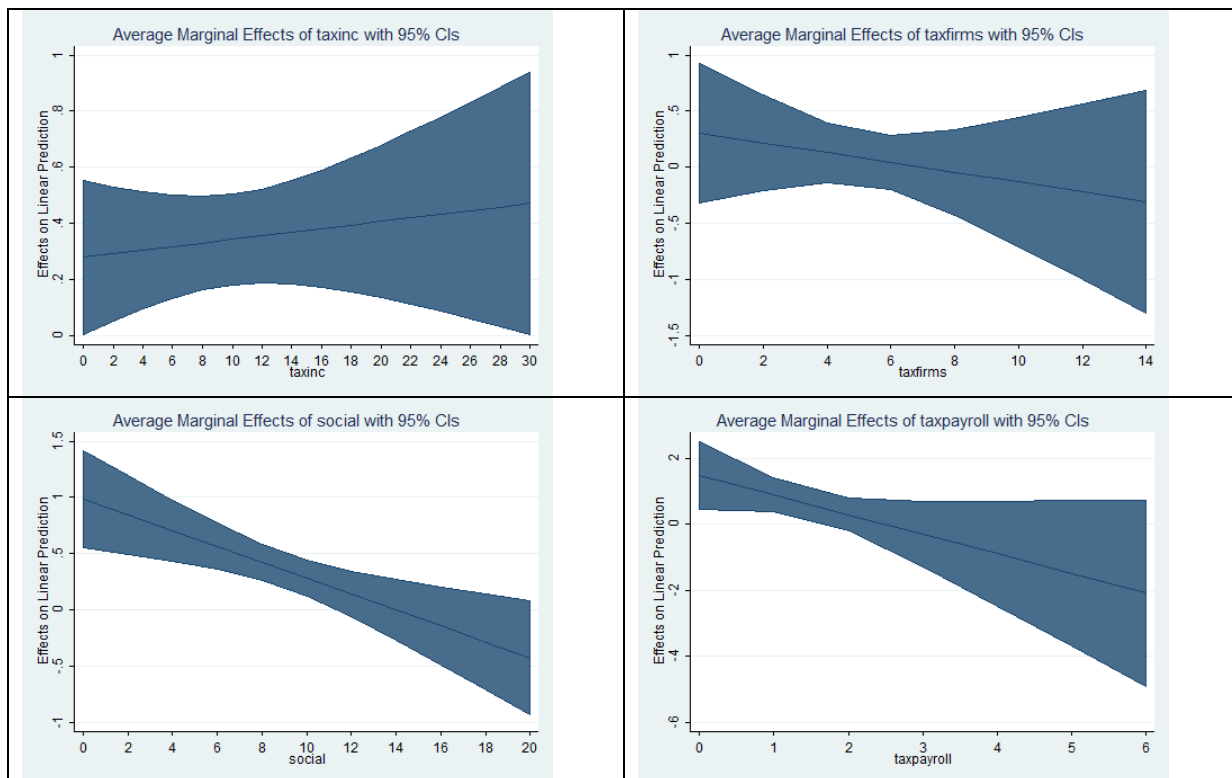 Average Marginal Effects of taxinc with 95% CIs
Effects on Linear Prediction
1
.8
.6
.4
.2
0
0 2 4 6 8 10 12 14 16 18 20 22 24 26 28 30
taxinc
Average Marginal Effects of taxfirms with 95% CIs
Effects on Linear Prediction
1
.5
0
-.5
-1
-1.5
0 2 4 6 8 10 12 14
taxfirms
Average Marginal Effects of social with 95% CIs
Effects on Linear Prediction
1.5
1
.5
0
-.5
-1
0 2 4 6 8 10 12 14 16 18 20
social
Average Marginal Effects of taxpayroll with 95% CIs
Effects on Linear Prediction
2
0
-2
-4
-6
0 1 2 3 4 5 6
taxpayroll